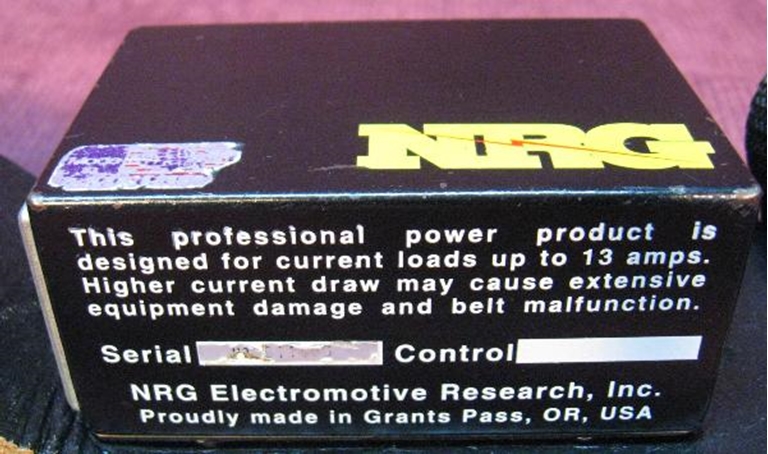 Made
NRG
This professional power product is
designed for current loads up to 13 amps.
Higher current draw may cause extensive
equipment damage and belt malfunction.
Serial Control
NRG Electromotive Research, Inc.
Proudly made in Grants Pass, OR, USA